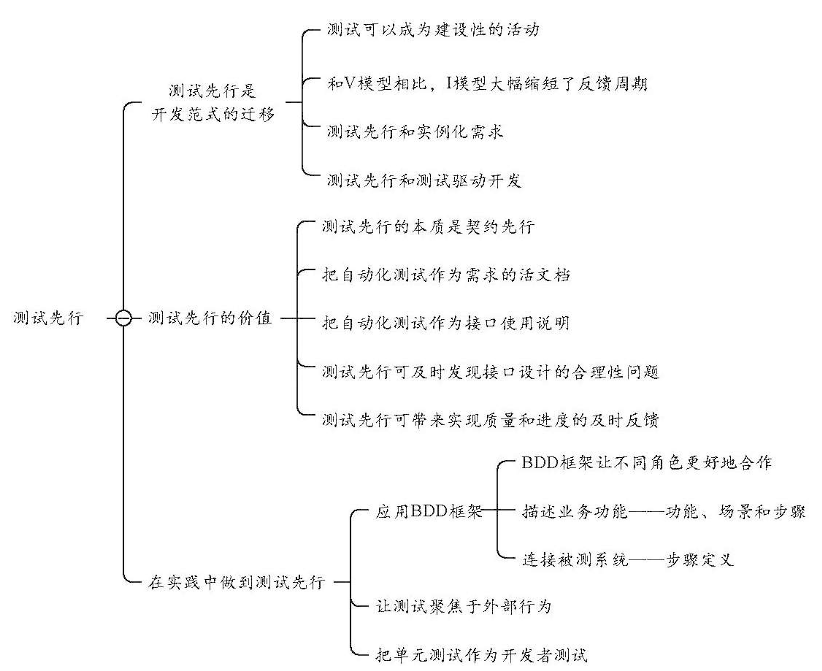 测试先行
测试先行是
开发范式的迁移
测试可以成为建设性的活动
和V模型相比，I模型大幅缩短了反馈周期
测试先行和实例化需求
测试先行和测试驱动开发
测试先行的价值
测试先行的本质是契约先行
把自动化测试作为需求的活文档
把自动化测试作为接口使用说明
测试先行可及时发现接口设计的合理性问题
测试先行可带来实现质量和进度的及时反馈
在实践中做到测试先行
应用BDD框架
BDD框架让不同角色更好地合作
描述业务功能——功能、场景和步骤
连接被测系统——步骤定义
让测试聚焦于外部行为
把单元测试作为开发者测试